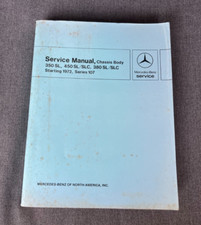 Service Manual, Chassis Body
350 SL, 450 SL/SLC, 380 SL/SLC
Starting 1972, Series 107
Mercedes-Benz
service
MERCEDES-BENZ OF NORTH AMERICA, INC.